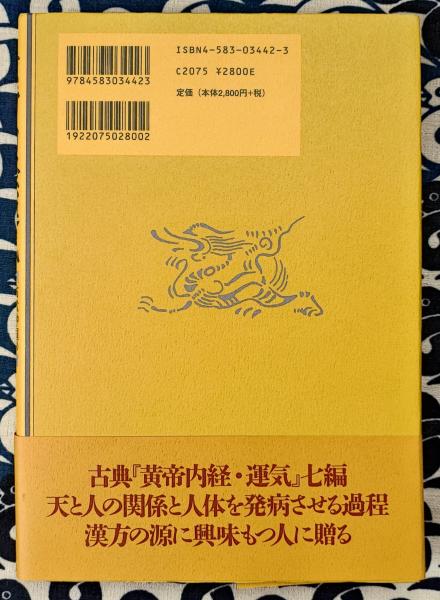 ISBN4-583-03442-3
C2075 ¥2800E
定価（本体2,800円+税）
9784583034423
1922075028002
古典『黄帝内経・運気』七編
天と人の関係と人体を発病させる過程
漢方の源に興味もつ人に贈る